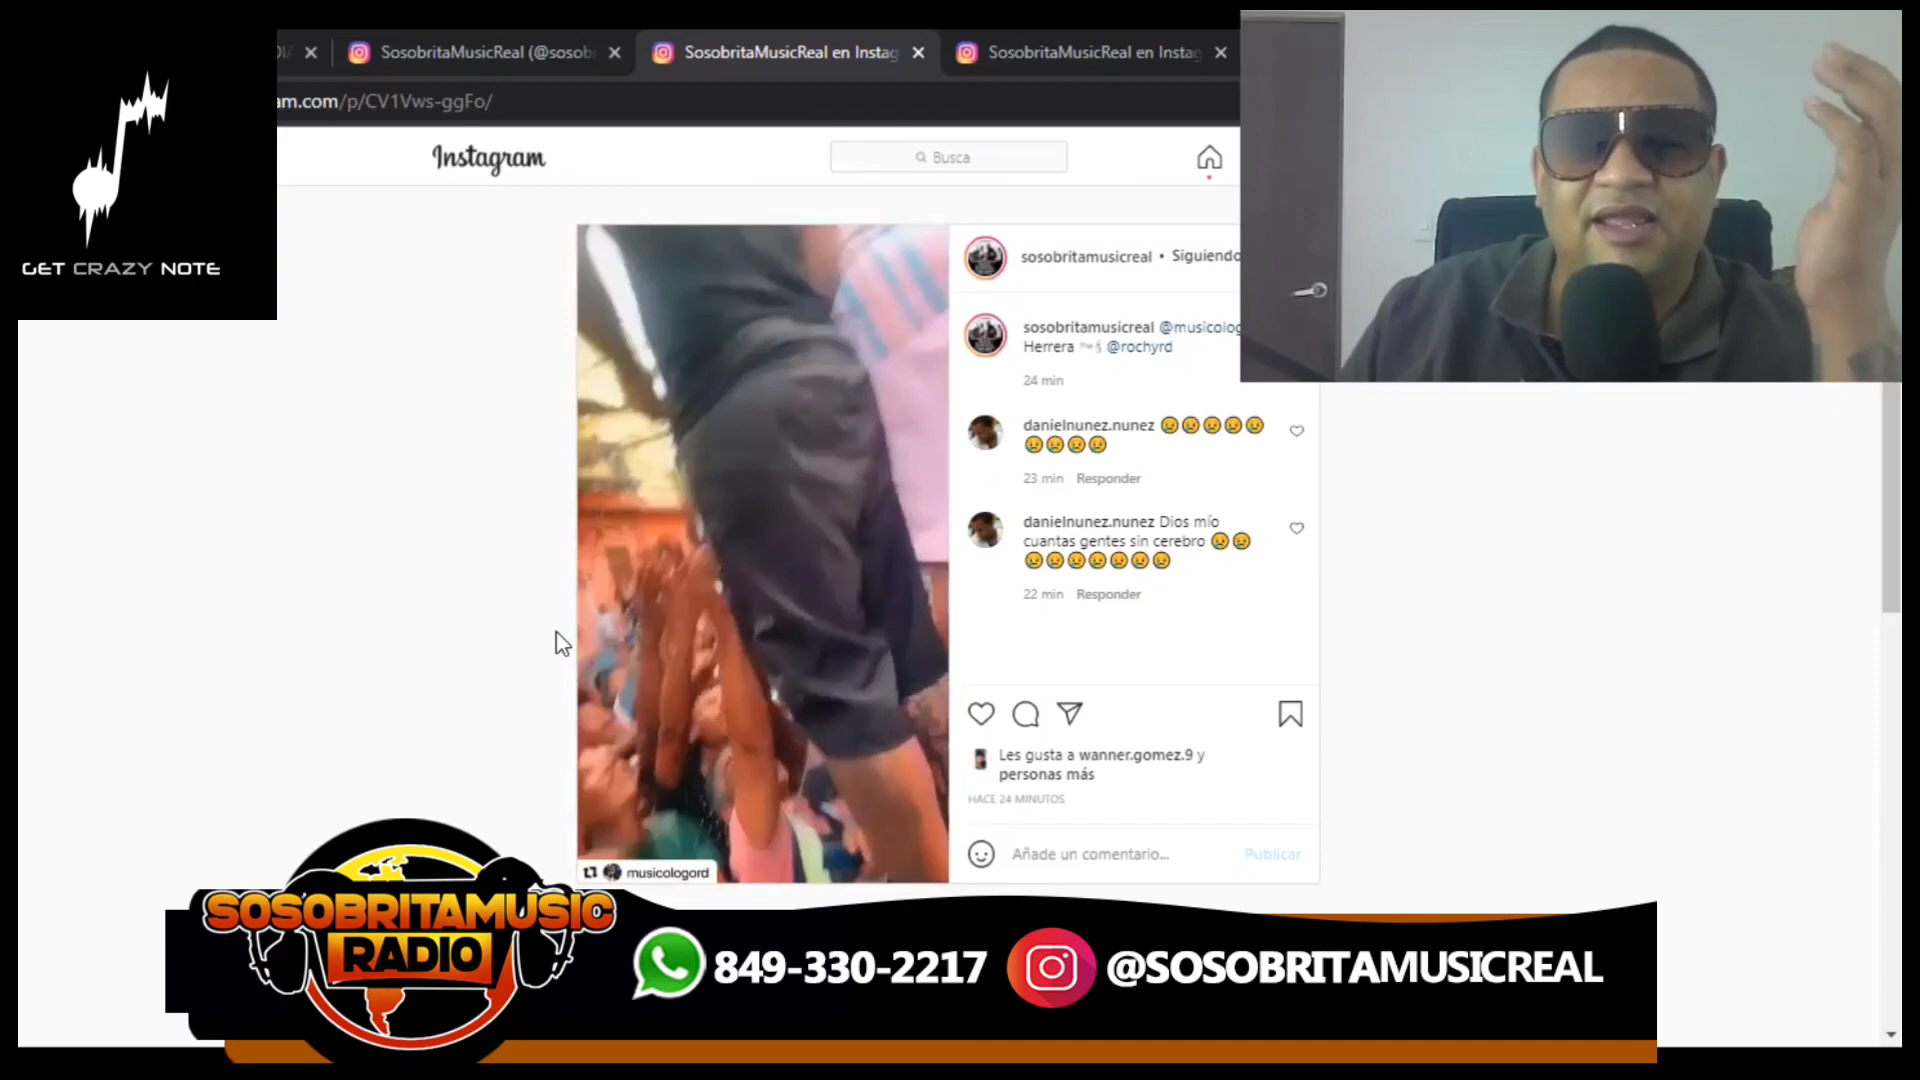 SosobritaMusicReal (@sosob
SosobritaMusicReal en Instag
SosobritaMusicReal en Instag
am.com/p/CV1Vws-ggFo/
GET CRAZY NOTE
Instagram
Busca
sosobritamusicreal • Siguiendo
sosobritamusicreal @musicolog
Herrera @rochyrd
24 min
danielnunez.nunez
23 min Responder
danielnunez.nunez Dios mío
cuantas gentes sin cerebro
22 min Responder
Les gusta a wanner.gomez.9 y
personas más
HACE 24 MINUTOS
Añade un comentario... Publicar
musicologord
SOSOBRITAMUSIC
RADIO
849-330-2217
@SOSOBRITAMUSICREAL